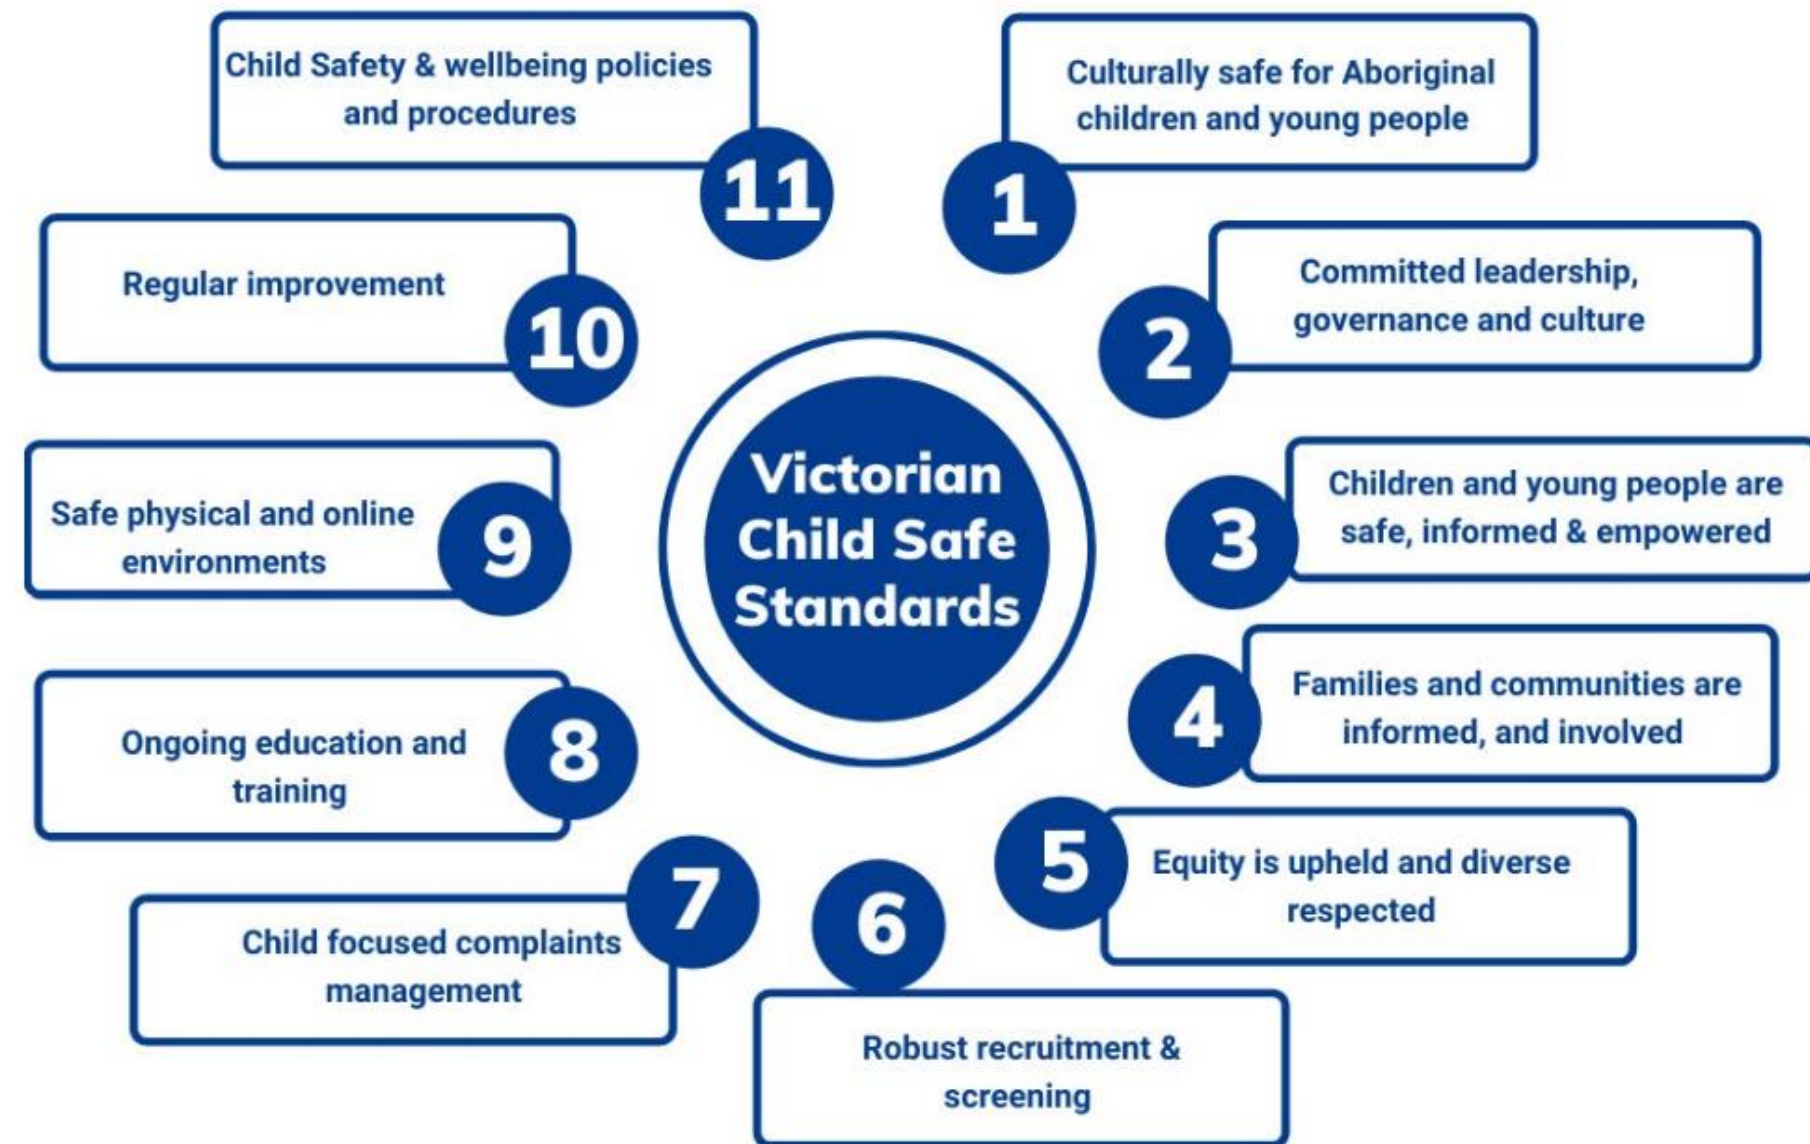 Victorian
Child Safe
Standards
1
Culturally safe for Aboriginal
children and young people
2
Committed leadership,
governance and culture
3
Children and young people are
safe, informed & empowered
4
Families and communities are
informed, and involved
5
Equity is upheld and diverse
respected
6
Robust recruitment &
screening
7
Child focused complaints
management
8
Ongoing education and
training
9
Safe physical and online
environments
10
Regular improvement
11
Child Safety & wellbeing policies
and procedures